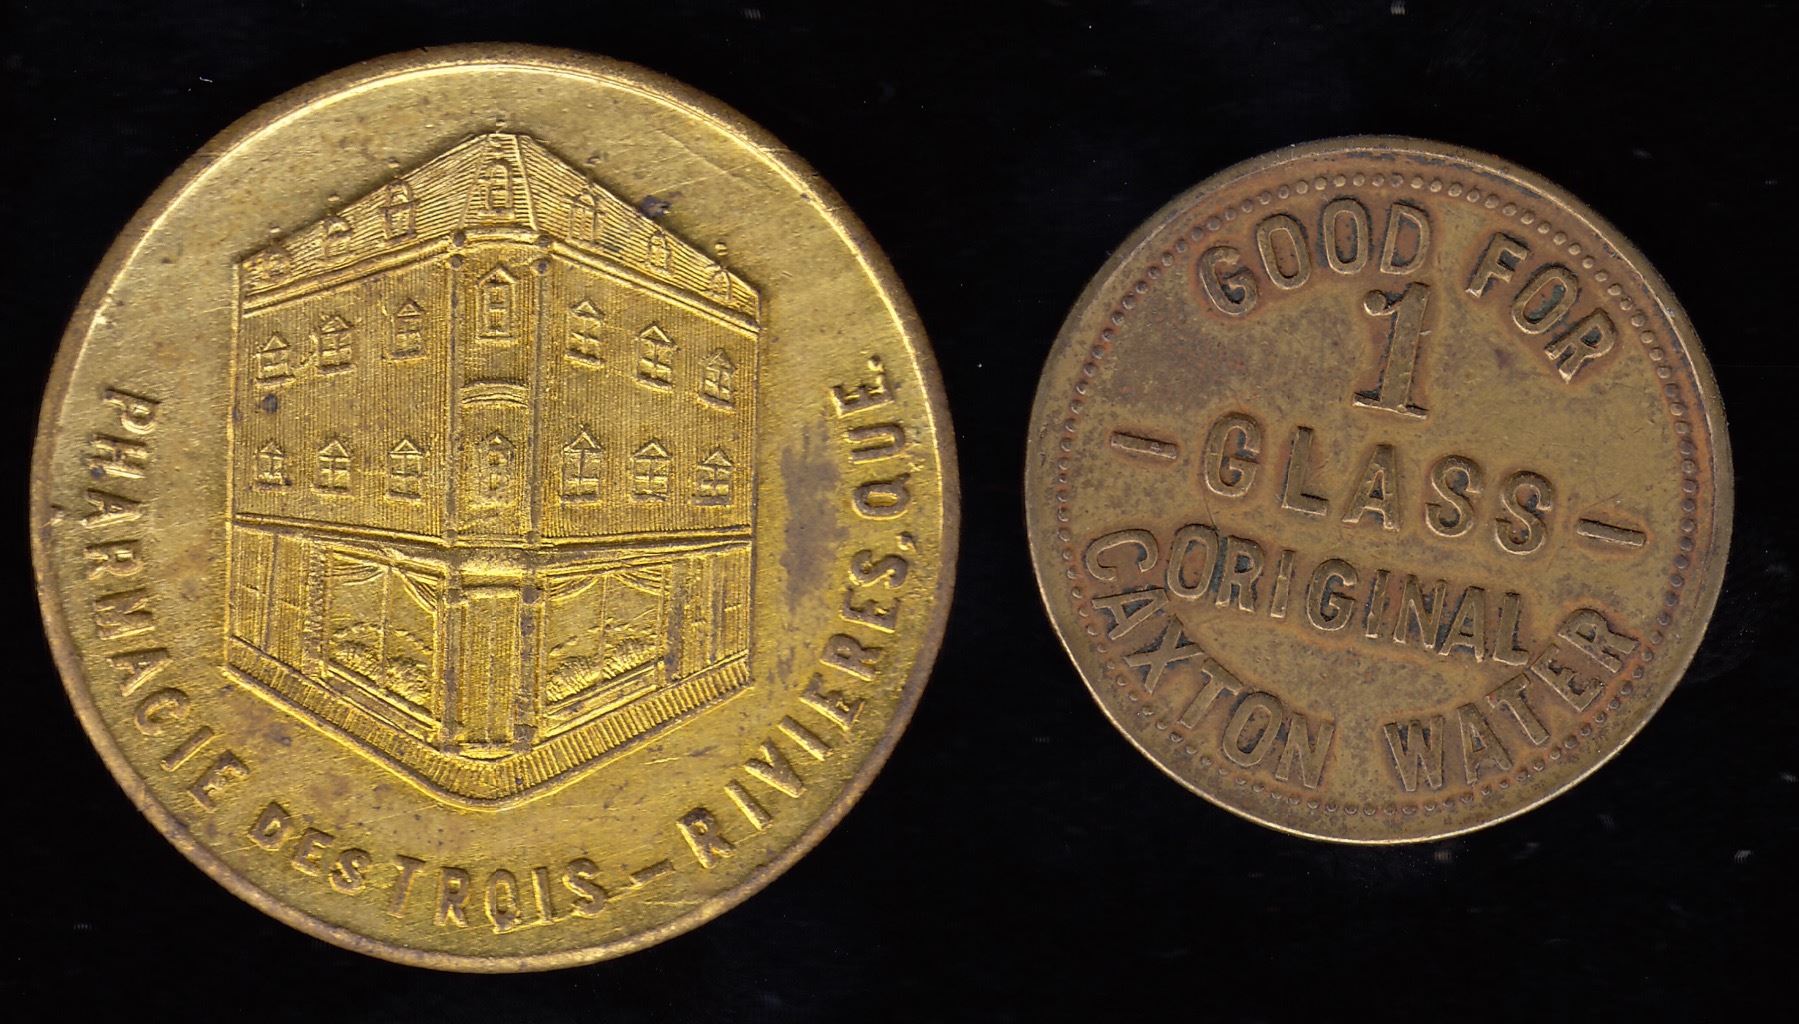 PHARMACIE DES TROIS-RIVIERES, QUE.
GOOD FOR
1
GLASS
ORIGINAL
CAXTON WATER